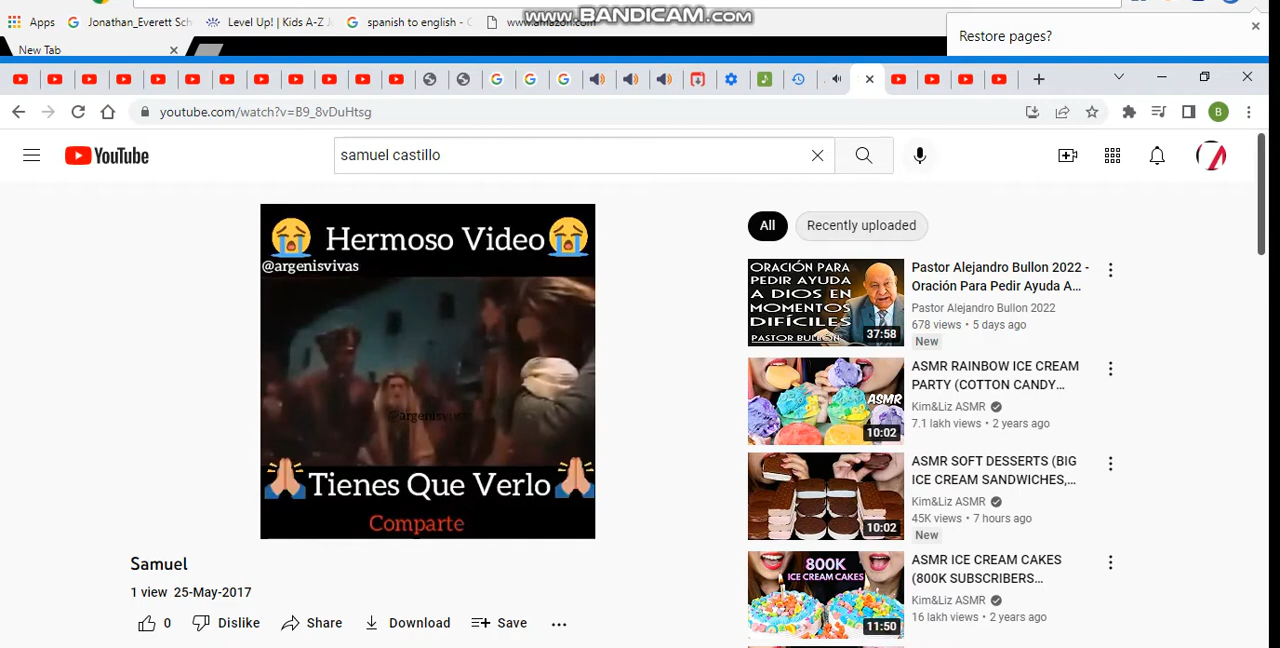 www.BANDICAM.com
Apps
Jonathan_Everett Sch
Level Up! | Kids A-Z
spanish to english - G
www.amazon.com
Restore pages?
New Tab
youtube.com/watch?v=B9_8vDuHtsg
B
YouTube
samuel castillo
Hermoso Video
@argenisvivas
@argenisvivas
Tienes Que Verlo
Comparte
Samuel
1 view 25-May-2017
0
Dislike
Share
Download
Save
All
Recently uploaded
ORACIÓN PARA
PEDIR AYUDA
A DIOS EN
MOMENTOS
DIFÍCILES
PASTOR BULLON
37:58
Pastor Alejandro Bullon 2022 -
Oración Para Pedir Ayuda A...
Pastor Alejandro Bullon 2022
678 views • 5 days ago
New
ASMR
10:02
ASMR RAINBOW ICE CREAM
PARTY (COTTON CANDY...
Kim&Liz ASMR
7.1 lakh views • 2 years ago
10:02
ASMR SOFT DESSERTS (BIG
ICE CREAM SANDWICHES,...
Kim&Liz ASMR
45K views • 7 hours ago
New
800K
ICE CREAM CAKES
11:50
ASMR ICE CREAM CAKES
(800K SUBSCRIBERS...
Kim&Liz ASMR
16 lakh views • 2 years ago